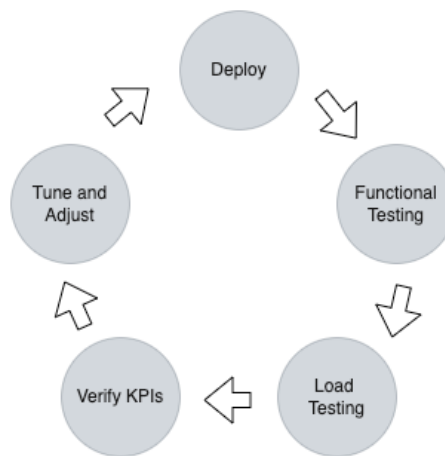 Deploy
Functional
Testing
Load
Testing
Verify KPIs
Tune and
Adjust